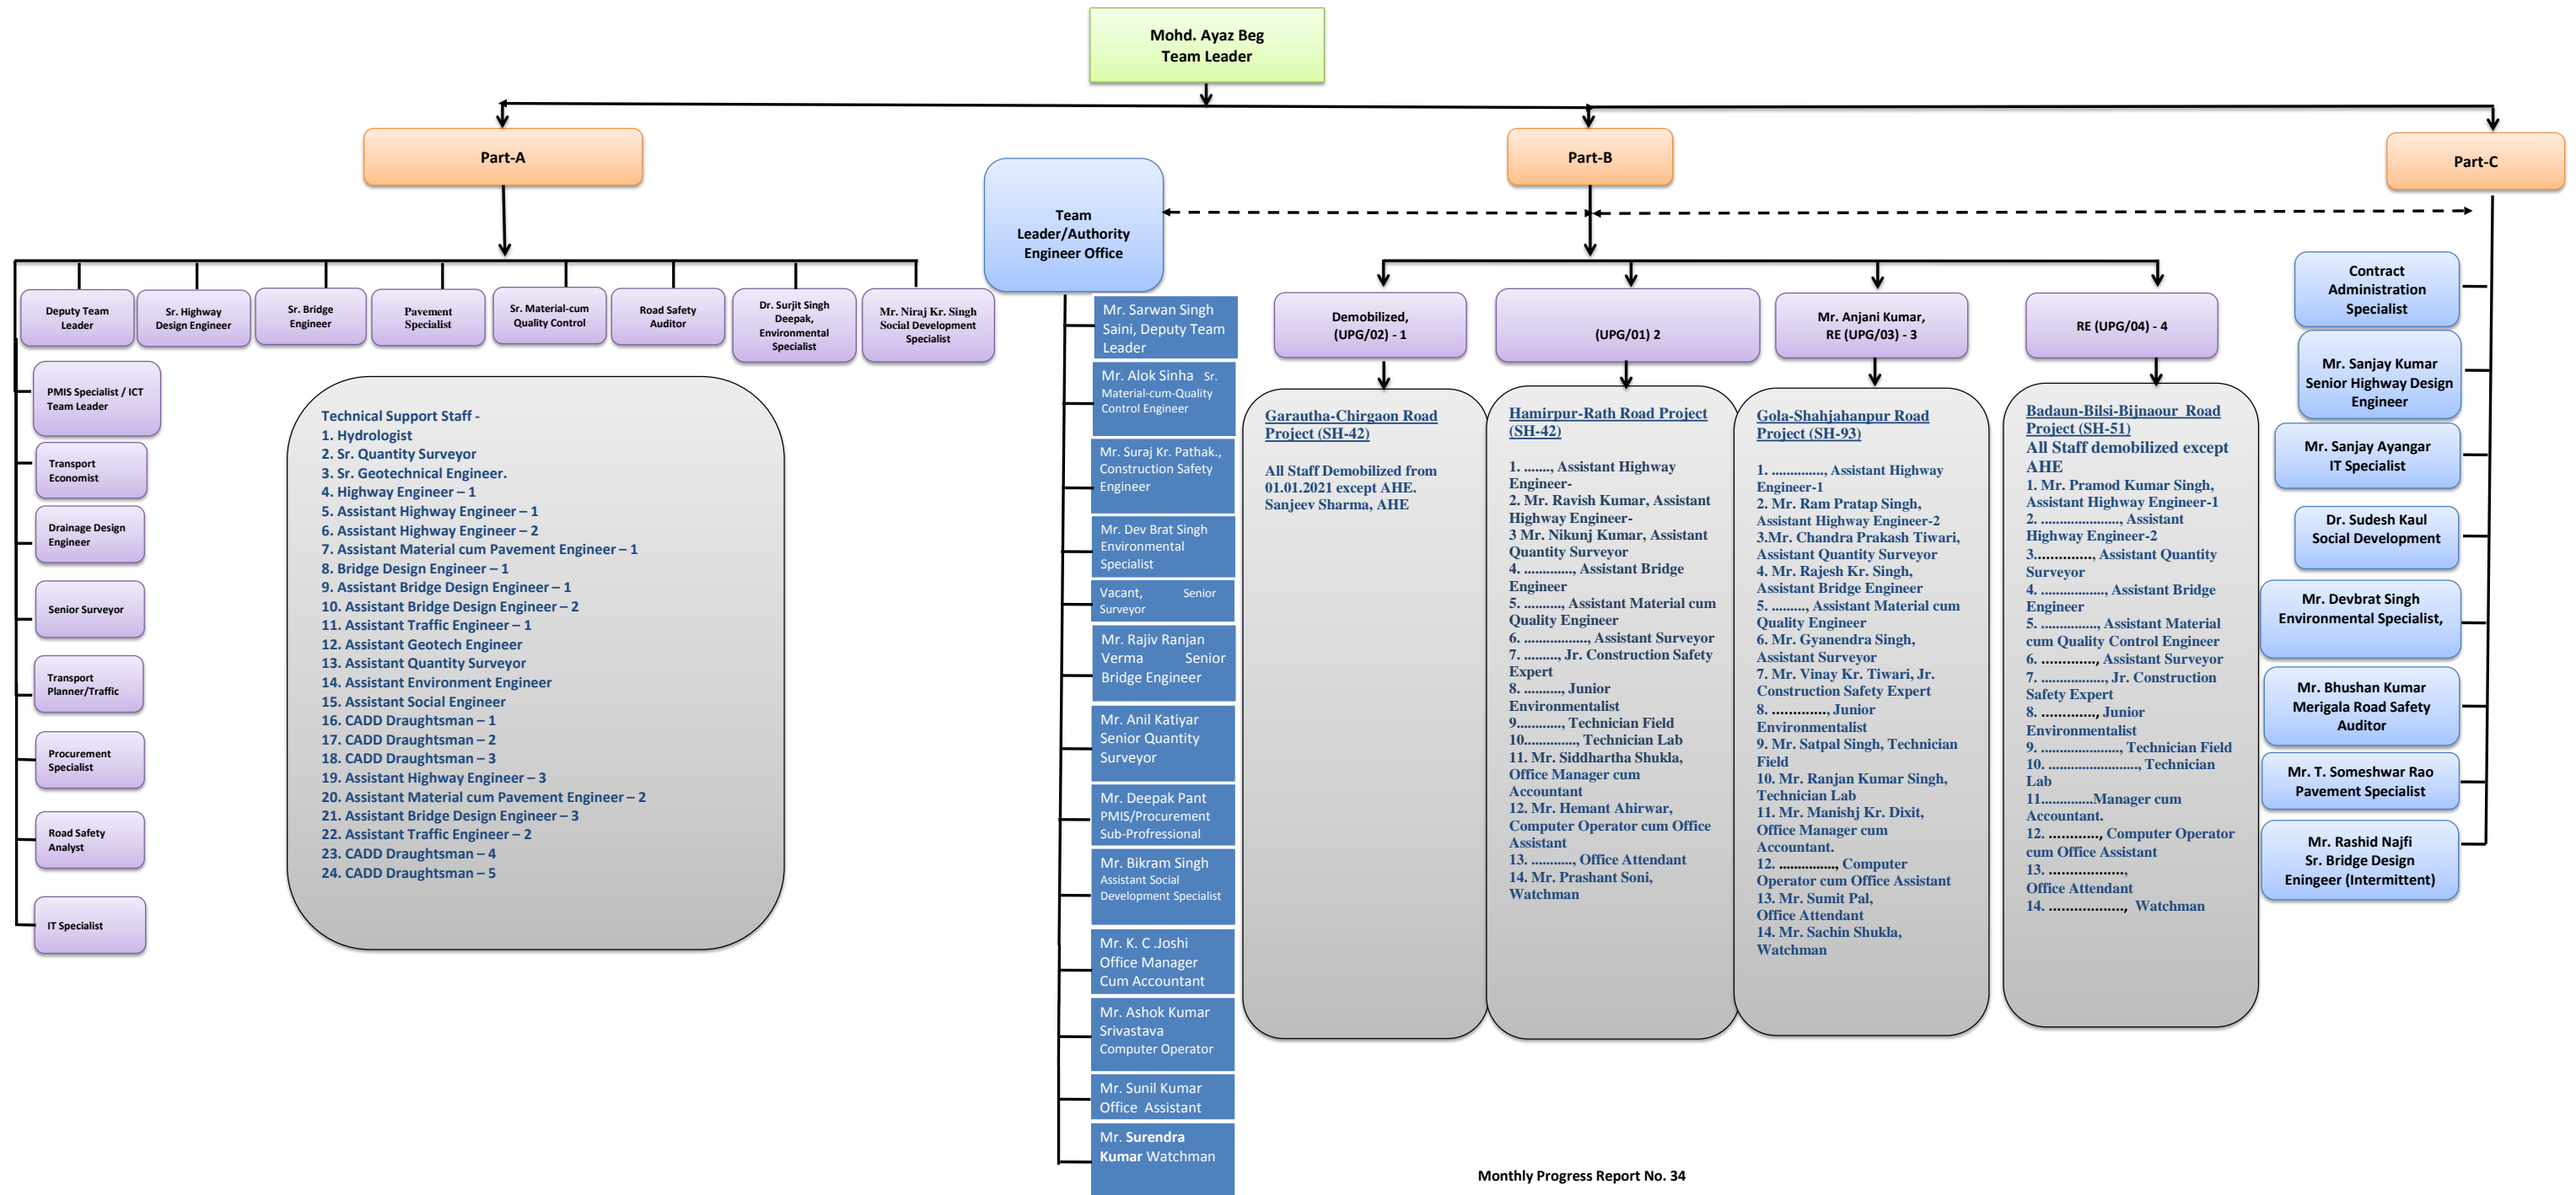 Mohd. Ayaz Beg
Team Leader
Part-A
Part-B
Part-C
Deputy Team
Leader
Sr. Highway
Design Engineer
Sr. Bridge
Engineer
Pavement
Specialist
Sr. Material-cum
Quality Control
Road Safety
Auditor
Dr. Surjit Singh
Deepak,
Environmental
Specialist
Mr. Niraj Kr. Singh
Social Development
Specialist
PMIS Specialist / ICT
Team Leader
Transport
Economist
Drainage Design
Engineer
Senior Surveyor
Transport
Planner/Traffic
Procurement
Specialist
Road Safety
Analyst
IT Specialist
Technical Support Staff -
1. Hydrologist
2. Sr. Quantity Surveyor
3. Sr. Geotechnical Engineer.
4. Highway Engineer – 1
5. Assistant Highway Engineer – 1
6. Assistant Highway Engineer – 2
7. Assistant Material cum Pavement Engineer – 1
8. Bridge Design Engineer – 1
9. Assistant Bridge Design Engineer – 1
10. Assistant Bridge Design Engineer – 2
11. Assistant Traffic Engineer – 1
12. Assistant Geotech Engineer
13. Assistant Quantity Surveyor
14. Assistant Environment Engineer
15. Assistant Social Engineer
16. CADD Draughtsman – 1
17. CADD Draughtsman – 2
18. CADD Draughtsman – 3
19. Assistant Highway Engineer – 3
20. Assistant Material cum Pavement Engineer – 2
21. Assistant Bridge Design Engineer – 3
22. Assistant Traffic Engineer – 2
23. CADD Draughtsman – 4
24. CADD Draughtsman – 5
Team
Leader/Authority
Engineer Office
Mr. Sarwan Singh
Saini, Deputy Team
Leader
Mr. Alok Sinha Sr.
Material-cum-Quality
Control Engineer
Mr. Suraj Kr. Pathak.,
Construction Safety
Engineer
Mr. Dev Brat Singh
Environmental
Specialist
Vacant, Senior
Surveyor
Mr. Rajiv Ranjan
Verma Senior
Bridge Engineer
Mr. Anil Katiyar
Senior Quantity
Surveyor
Mr. Deepak Pant
PMIS/Procurement
Sub-Profressional
Mr. Bikram Singh
Assistant Social
Development Specialist
Mr. K. C .Joshi
Office Manager
Cum Accountant
Mr. Ashok Kumar
Srivastava
Computer Operator
Mr. Sunil Kumar
Office Assistant
Mr. Surendra
Kumar Watchman
Demobilized,
(UPG/02) - 1
(UPG/01) 2
Mr. Anjani Kumar,
RE (UPG/03) - 3
RE (UPG/04) - 4
Garautha-Chirgaon Road
Project (SH-42)
All Staff Demobilized from
01.01.2021 except AHE.
Sanjeev Sharma, AHE
Hamirpur-Rath Road Project
(SH-42)
1. ......., Assistant Highway
Engineer-
2. Mr. Ravish Kumar, Assistant
Highway Engineer-
3 Mr. Nikunj Kumar, Assistant
Quantity Surveyor
4. ............., Assistant Bridge
Engineer
5. .........., Assistant Material cum
Quality Engineer
6. ................., Assistant Surveyor
7. ........., Jr. Construction Safety
Expert
8. .........., Junior
Environmentalist
9............, Technician Field
10.............., Technician Lab
11. Mr. Siddhartha Shukla,
Office Manager cum
Accountant
12. Mr. Hemant Ahirwar,
Computer Operator cum Office
Assistant
13. ..........., Office Attendant
14. Mr. Prashant Soni,
Watchman
Gola-Shahjahanpur Road
Project (SH-93)
1. .............., Assistant Highway
Engineer-1
2. Mr. Ram Pratap Singh,
Assistant Highway Engineer-2
3.Mr. Chandra Prakash Tiwari,
Assistant Quantity Surveyor
4. Mr. Rajesh Kr. Singh,
Assistant Bridge Engineer
5. ........., Assistant Material cum
Quality Engineer
6. Mr. Gyanendra Singh,
Assistant Surveyor
7. Mr. Vinay Kr. Tiwari, Jr.
Construction Safety Expert
8. ............., Junior
Environmentalist
9. Mr. Satpal Singh, Technician
Field
10. Mr. Ranjan Kumar Singh,
Technician Lab
11. Mr. Manishj Kr. Dixit,
Office Manager cum
Accountant.
12. ..............., Computer
Operator cum Office Assistant
13. Mr. Sumit Pal,
Office Attendant
14. Mr. Sachin Shukla,
Watchman
Badaun-Bilsi-Bijnaour Road
Project (SH-51)
All Staff demobilized except
AHE
1. Mr. Pramod Kumar Singh,
Assistant Highway Engineer-1
2. ....................., Assistant
Highway Engineer-2
3..............., Assistant Quantity
Surveyor
4. ................., Assistant Bridge
Engineer
5. ..............., Assistant Material
cum Quality Control Engineer
6. ............., Assistant Surveyor
7. .................., Jr. Construction
Safety Expert
8. ............., Junior
Environmentalist
9. ....................., Technician Field
10. ........................, Technician
Lab
11.............Manager cum
Accountant.
12. ............, Computer Operator
cum Office Assistant
13. ..................,
Office Attendant
14. .................., Watchman
Contract
Administration
Specialist
Mr. Sanjay Kumar
Senior Highway Design
Engineer
Mr. Sanjay Ayangar
IT Specialist
Dr. Sudesh Kaul
Social Development
Mr. Devbrat Singh
Environmental Specialist,
Mr. Bhushan Kumar
Merigala Road Safety
Auditor
Mr. T. Someshwar Rao
Pavement Specialist
Mr. Rashid Najfi
Sr. Bridge Design
Eningeer (Intermittent)
Monthly Progress Report No. 34